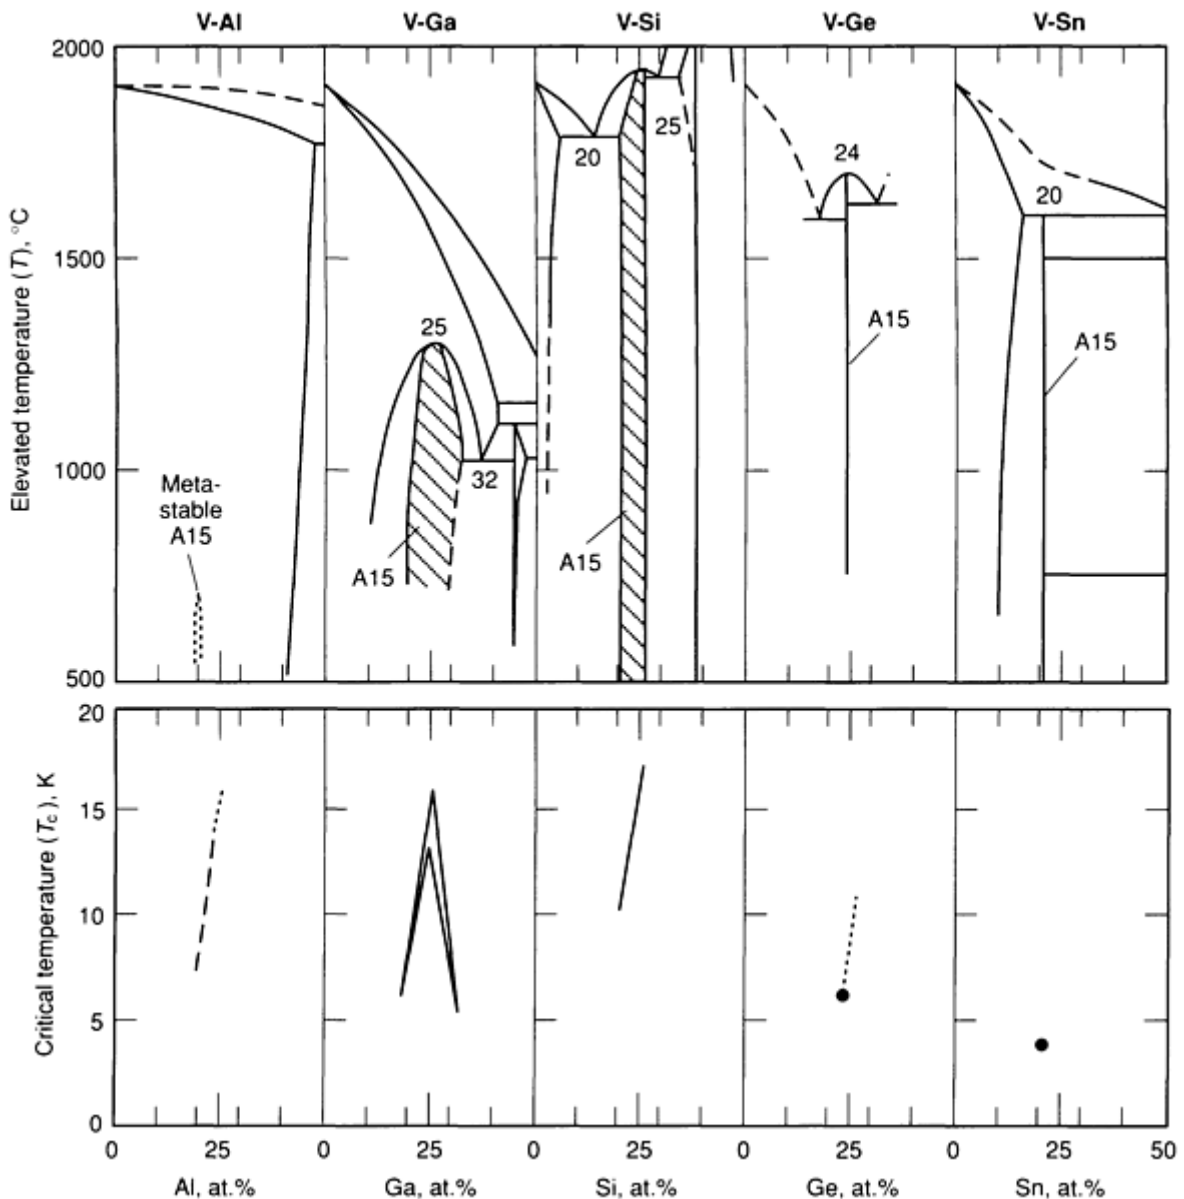 V-Al V-Ga V-Si V-Ge V-Sn
2000
1500
1000
500
Elevated temperature (T), °C
Meta-
stable
A15
25
32
A15
20
25
A15
24
A15
20
A15
20
15
10
5
0
Critical temperature (Tc), K
0 25 0 25 0 25 0 25 0 25 50
Al, at.% Ga, at.% Si, at.% Ge, at.% Sn, at.%